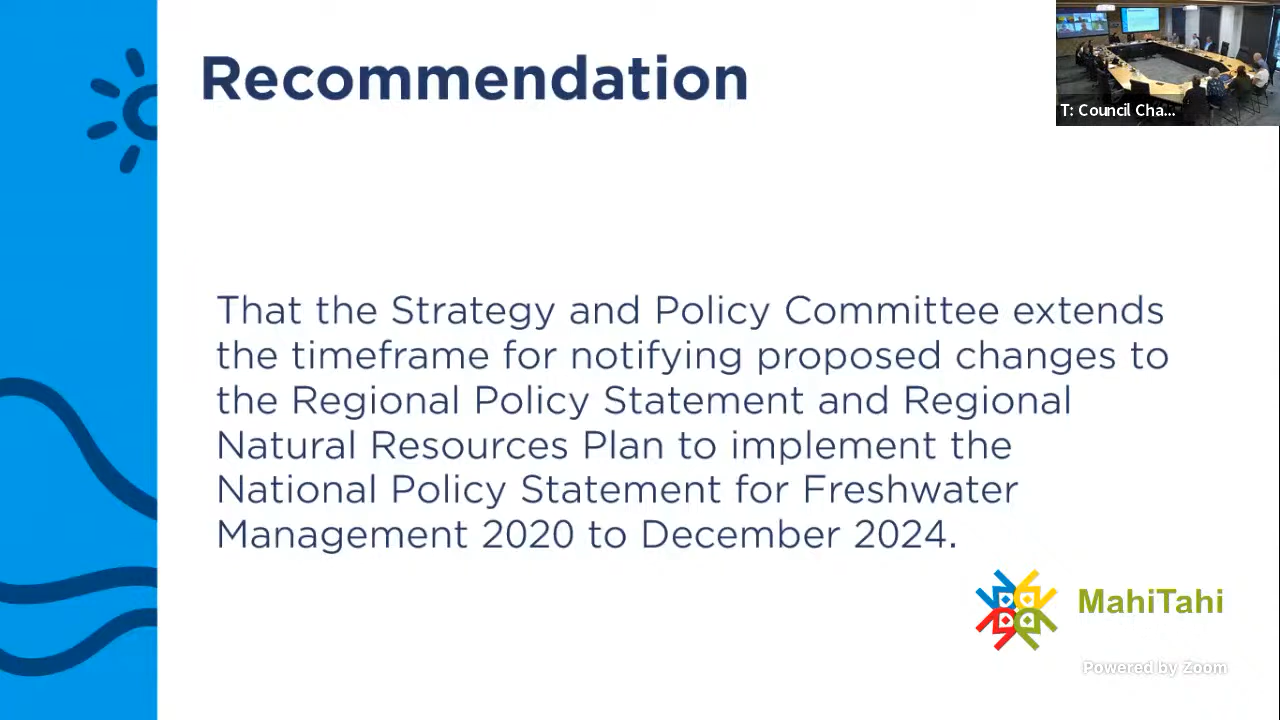 Recommendation
T: Council Cha...
That the Strategy and Policy Committee extends
the timeframe for notifying proposed changes to
the Regional Policy Statement and Regional
Natural Resources Plan to implement the
National Policy Statement for Freshwater
Management 2020 to December 2024.
MahiTahi
Powered by Zoom